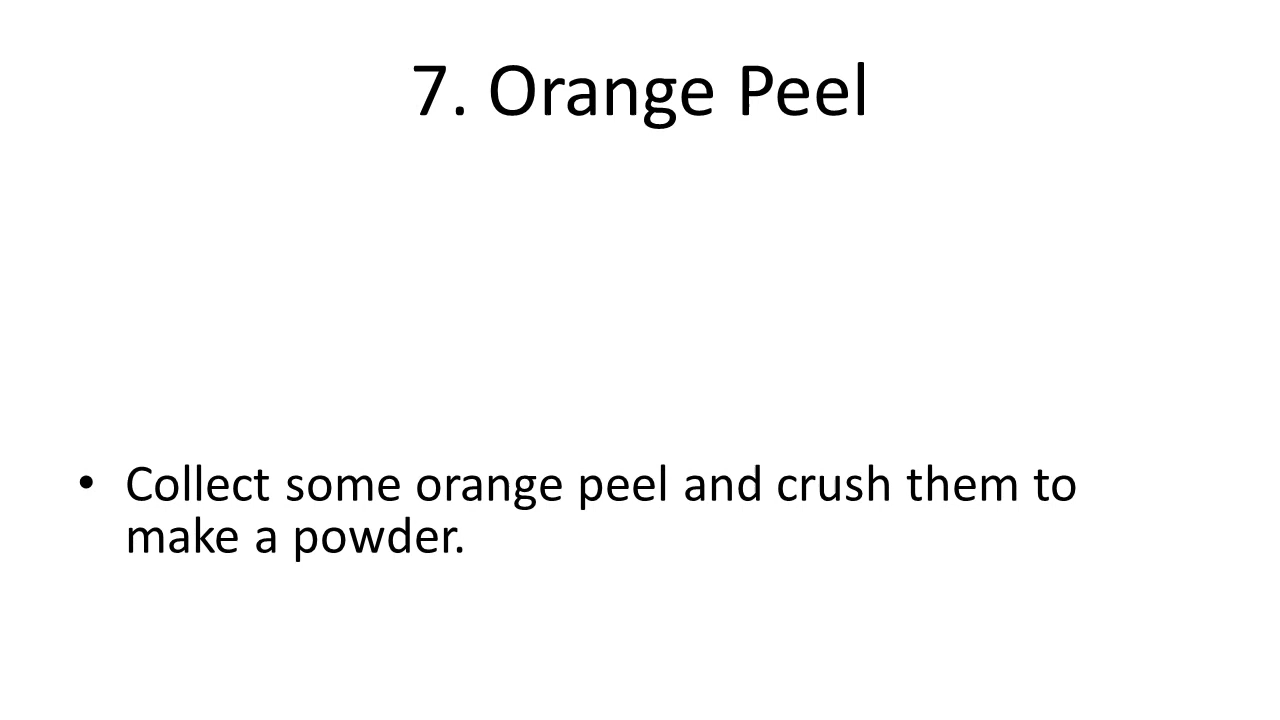 7. Orange Peel
• Collect some orange peel and crush them to
make a powder.